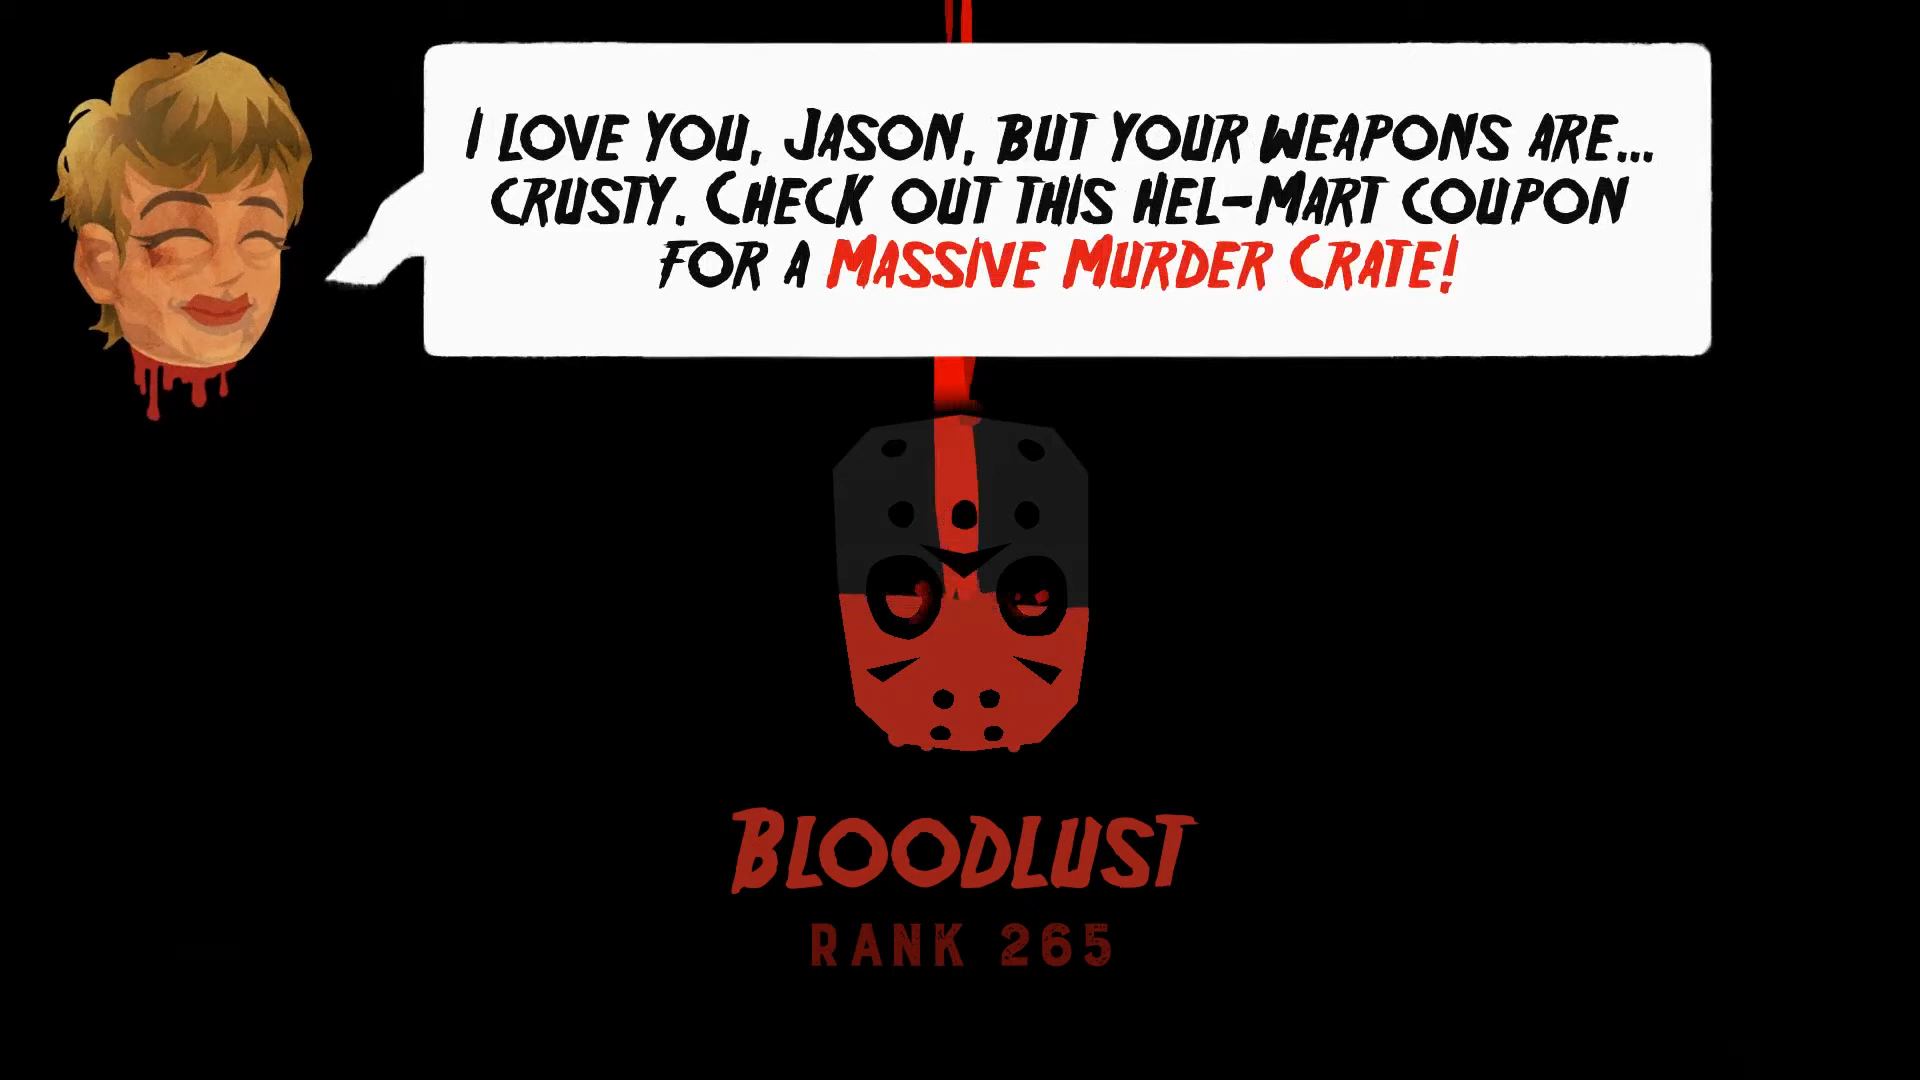 I LOVE YOU, JASON, BUT YOUR WEAPONS ARE...
CRUSTY. CHECK OUT THIS HEL-MART COUPON
FOR A MASSIVE MURDER CRATE!
BLOODLUST
RANK 265